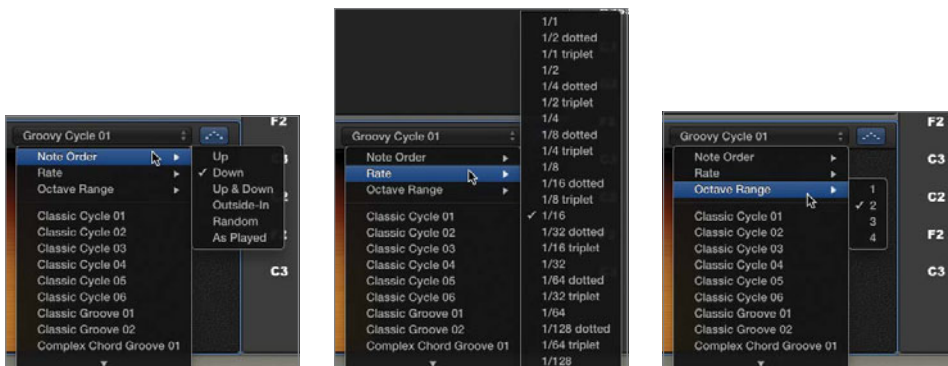 Groovy Cycle 01
Note Order
Rate
Octave Range
Classic Cycle 01
Classic Cycle 02
Classic Cycle 03
Classic Cycle 04
Classic Cycle 05
Classic Cycle 06
Classic Groove 01
Classic Groove 02
Complex Chord Groove 01
Up
✓ Down
Up & Down
Outside-In
Random
As Played
F2
C3
Groovy Cycle 01
Note Order
Rate
Octave Range
Classic Cycle 01
Classic Cycle 02
Classic Cycle 03
Classic Cycle 04
Classic Cycle 05
Classic Cycle 06
Classic Groove 01
Classic Groove 02
Complex Chord Groove 01
1/1
1/2 dotted
1/1 triplet
1/2
1/4 dotted
1/2 triplet
1/4
1/8 dotted
1/4 triplet
1/8
1/16 dotted
1/8 triplet
✓ 1/16
1/32 dotted
1/16 triplet
1/32
1/64 dotted
1/32 triplet
1/64
1/128 dotted
1/64 triplet
1/128
Groovy Cycle 01
Note Order
Rate
Octave Range
Classic Cycle 01
Classic Cycle 02
Classic Cycle 03
Classic Cycle 04
Classic Cycle 05
Classic Cycle 06
Classic Groove 01
Classic Groove 02
Complex Chord Groove 01
1
✓ 2
3
4
F2
C3
C2
F2
C3